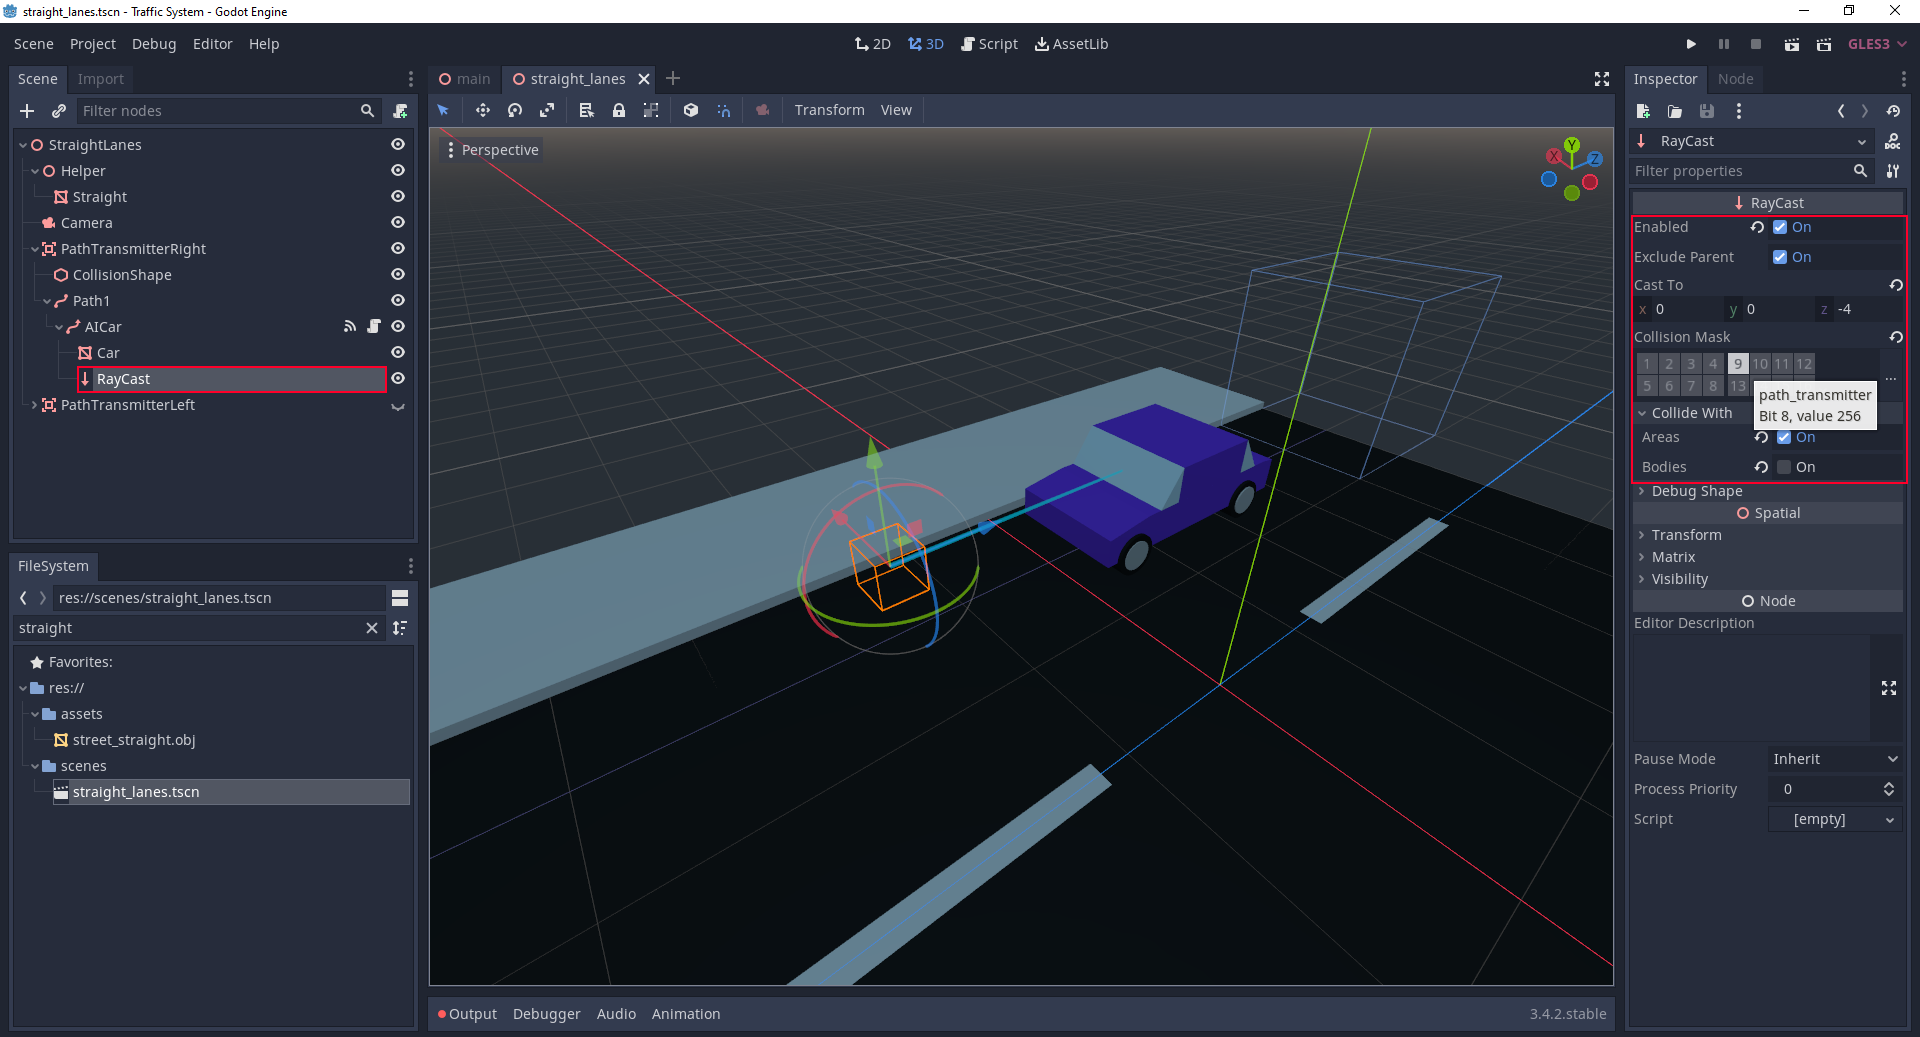 straight_lanes.tscn - Traffic System - Godot Engine
Scene Project Debug Editor Help
2D 3D Script AssetLib
GLES3
Scene Import
Filter nodes
StraightLanes
Helper
Straight
Camera
PathTransmitterRight
CollisionShape
Path1
AICar
Car
RayCast
PathTransmitterLeft
FileSystem
res://scenes/straight_lanes.tscn
straight
Favorites:
res://
assets
street_straight.obj
scenes
straight_lanes.tscn
main straight_lanes
Transform View
Perspective
Y
X Z
Output Debugger Audio Animation
3.4.2.stable
Inspector Node
RayCast
Filter properties
RayCast
Enabled On
Exclude Parent On
Cast To
x 0 y 0 z -4
Collision Mask
1 2 3 4 9 10 11 12
5 6 7 8 13
...
path_transmitter
Bit 8, value 256
Collide With
Areas On
Bodies On
Debug Shape
Spatial
Transform
Matrix
Visibility
Node
Editor Description
Pause Mode Inherit
Process Priority 0
Script [empty]